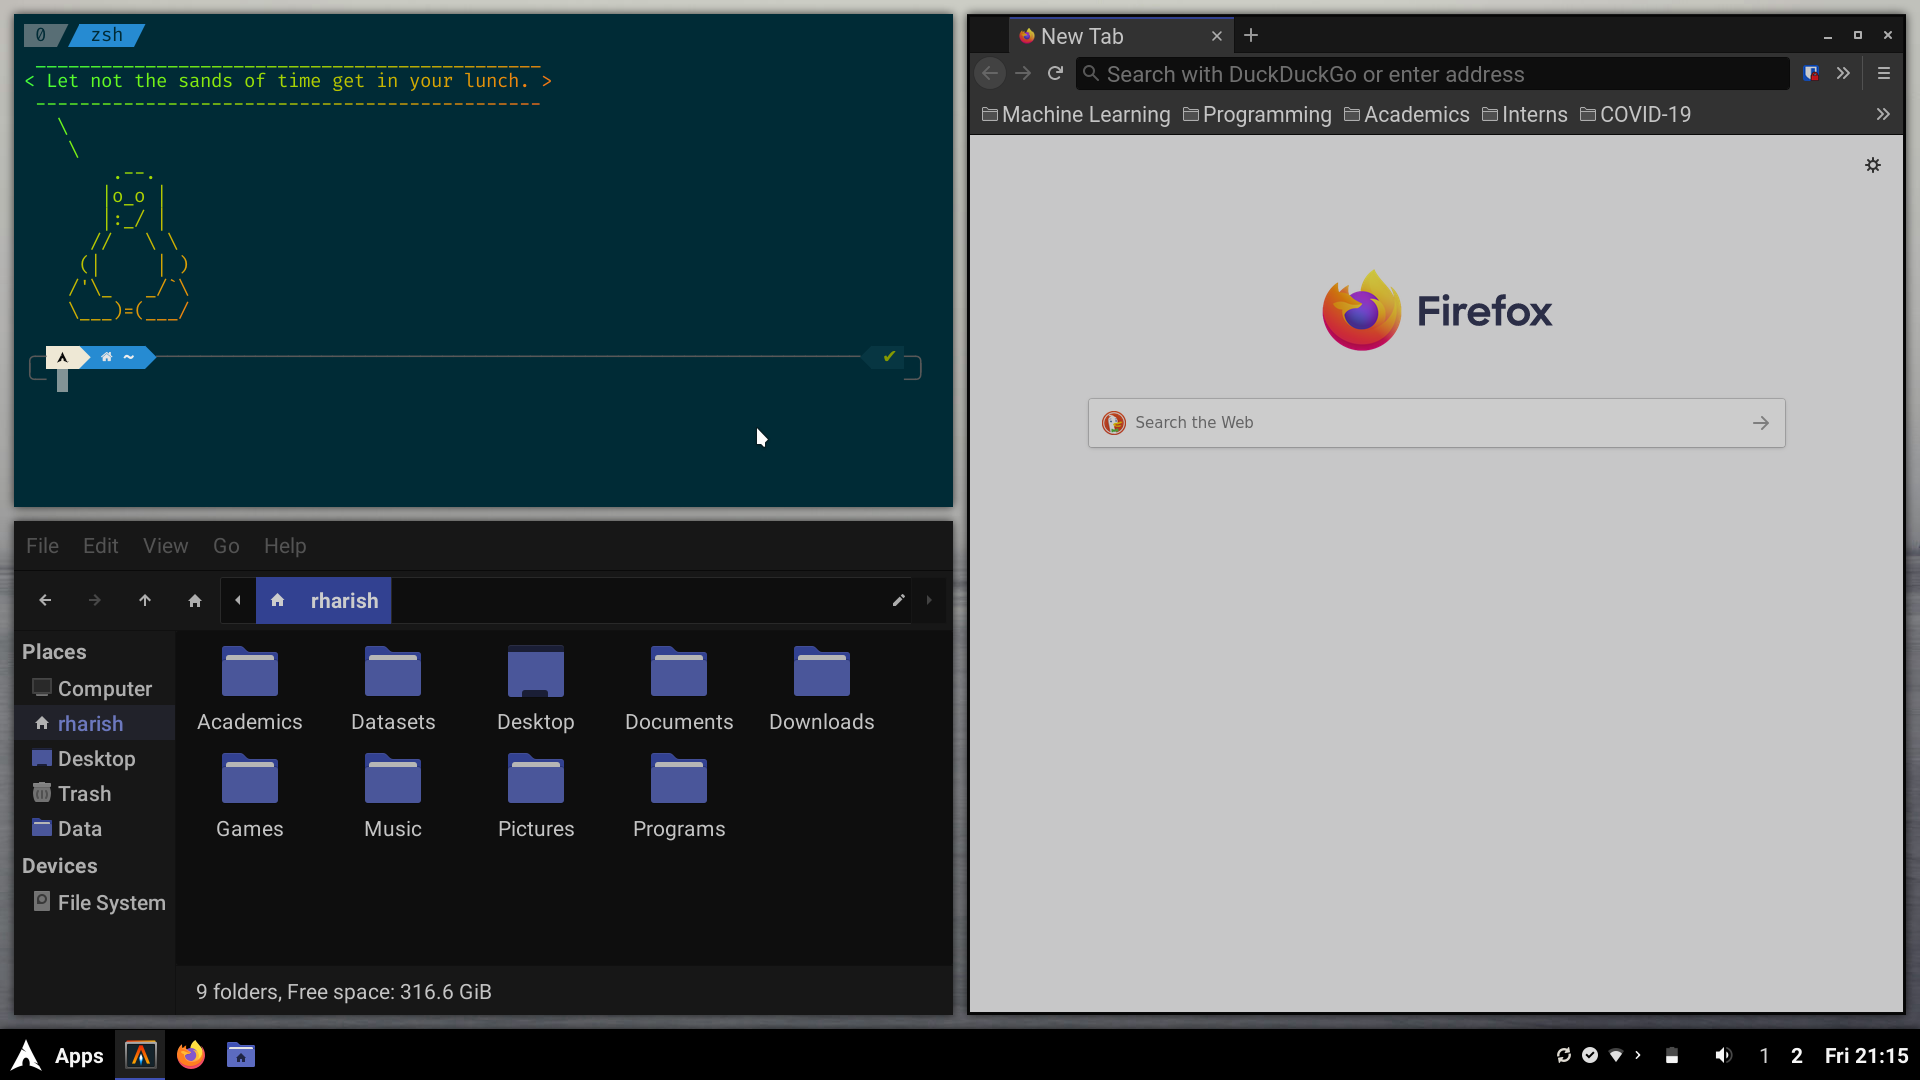 0 zsh
< Let not the sands of time get in your lunch. >
~
File Edit View Go Help
rharish
Places
Computer
rharish
Desktop
Trash
Data
Devices
File System
Academics Datasets Desktop Documents Downloads
Games Music Pictures Programs
9 folders, Free space: 316.6 GiB
New Tab
Search with DuckDuckGo or enter address
Machine Learning Programming Academics Interns COVID-19
Firefox
Search the Web
Apps 1 2 Fri 21:15